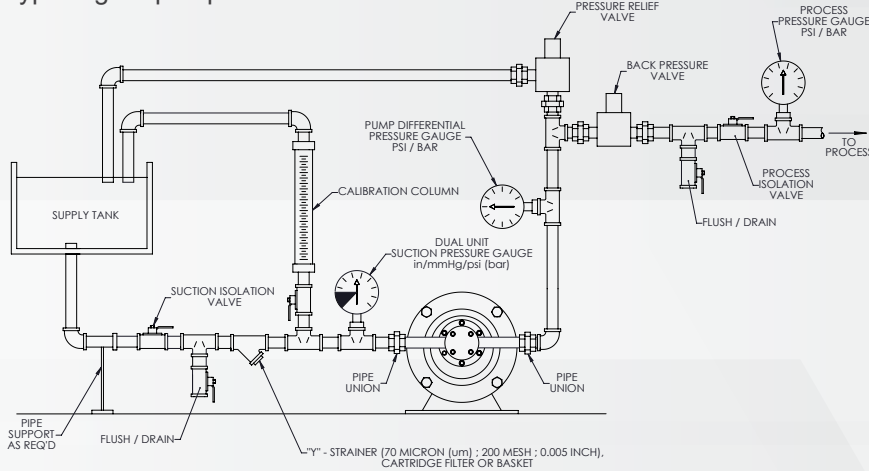 PRESSURE RELIEF
VALVE
PROCESS
PRESSURE GAUGE
PSI / BAR
BACK PRESSURE
VALVE
PUMP DIFFERENTIAL
PRESSURE GAUGE
PSI / BAR
TO
PROCESS
PROCESS
ISOLATION
VALVE
CALIBRATION COLUMN
SUPPLY TANK
FLUSH / DRAIN
DUAL UNIT
SUCTION PRESSURE GAUGE
in/mmHg/psi (bar)
SUCTION ISOLATION
VALVE
PIPE
UNION
PIPE
UNION
PIPE
SUPPORT
AS REQ'D
FLUSH / DRAIN
"Y" - STRAINER (70 MICRON (um) ; 200 MESH ; 0.005 INCH),
CARTRIDGE FILTER OR BASKET